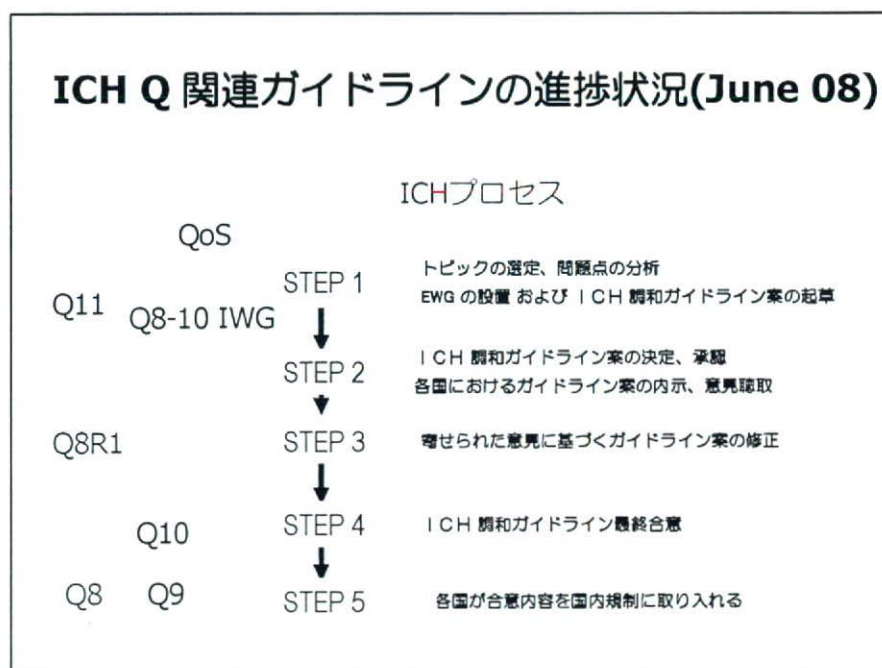 ICH Q 関連ガイドラインの進捗状況(June 08)
ICHプロセス
QoS
STEP 1
トピックの選定、問題点の分析
EWG の設置 および ICH 調和ガイドライン案の起草
Q11
Q8-10 IWG
STEP 2
ICH 調和ガイドライン案の決定、承認
各国におけるガイドライン案の内示、意見聴取
Q8R1
STEP 3
寄せられた意見に基づくガイドライン案の修正
Q10
STEP 4
ICH 調和ガイドライン最終合意
Q8
Q9
STEP 5
各国が合意内容を国内規制に取り入れる